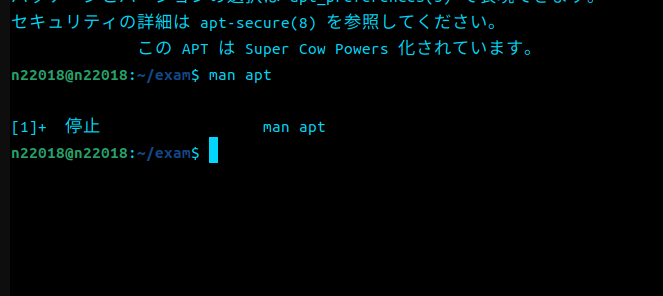 セキュリティの詳細は apt-secure(8) を参照してください。
この APT は Super Cow Powers 化されています。
n22018@n22018:~/exam$ man apt
[1]+ 停止 man apt
n22018@n22018:~/exam$